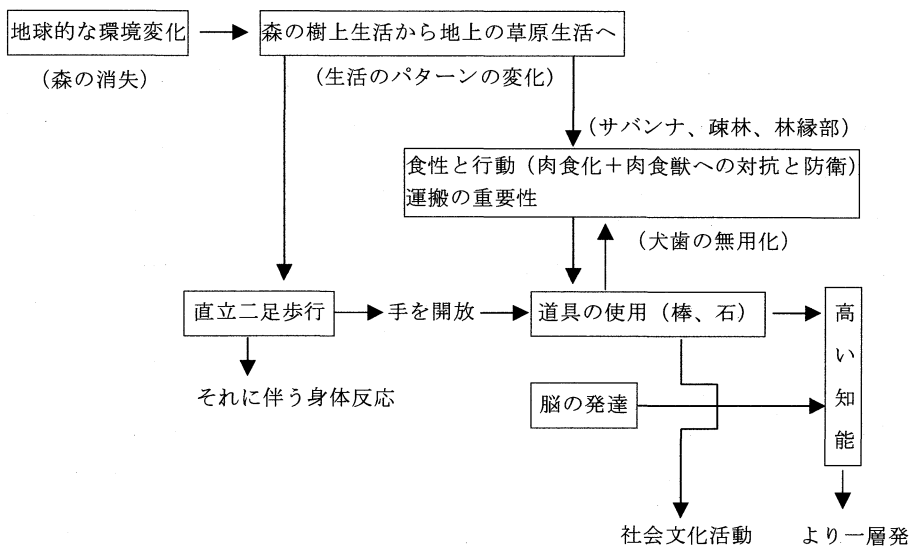 地球的な環境変化
森の樹上生活から地上の草原生活へ
(森の消失)
(生活のパターンの変化)
(サバンナ、疎林、林縁部)
食性と行動(肉食化+肉食獣への対抗と防衛)
運搬の重要性
(犬歯の無用化)
直立二足歩行
手を開放
道具の使用(棒、石)
高い知能
それに伴う身体反応
脳の発達
社会文化活動
より一層発